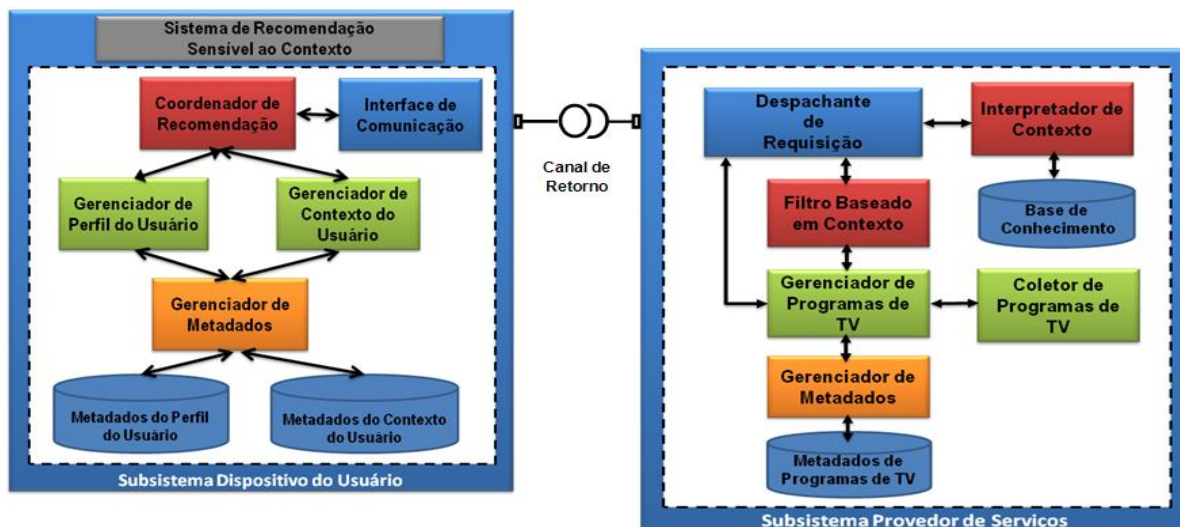 Sistema de Recomendação
Sensível ao Contexto
Coordenador de
Recomendação
Interface de
Comunicação
Gerenciador de
Perfil do Usuário
Gerenciador de
Contexto do
Usuário
Gerenciador de
Metadados
Metadados do Perfil
do Usuário
Metadados do Contexto
do Usuário
Subsistema Dispositivo do Usuário
Canal de
Retorno
Despachante
de
Requisição
Interpretador de
Contexto
Filtro Baseado
em Contexto
Base de
Conhecimento
Gerenciador de
Programas de
TV
Coletor de
Programas de
TV
Gerenciador de
Metadados
Metadados de
Programas de TV
Subsistema Provedor de Serviços